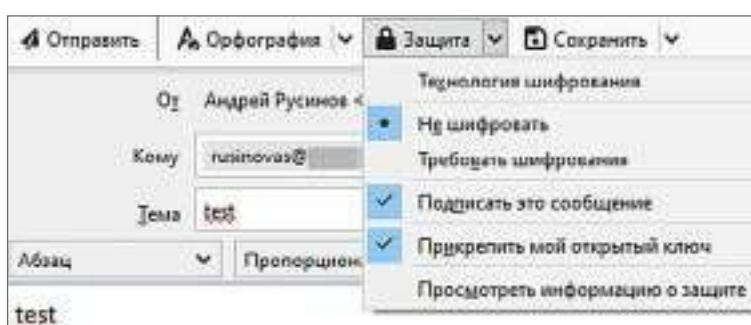 Отправить Орфография Защита Сохранить
Технология шифрования
От Андрей Русинов <
Не шифровать
Кому rusinovas@
Требовать шифрования
Тема test
Подписать это сообщение
Прикрепить мой открытый ключ
Абзац Пропорцион
Просмотреть информацию о защите
test